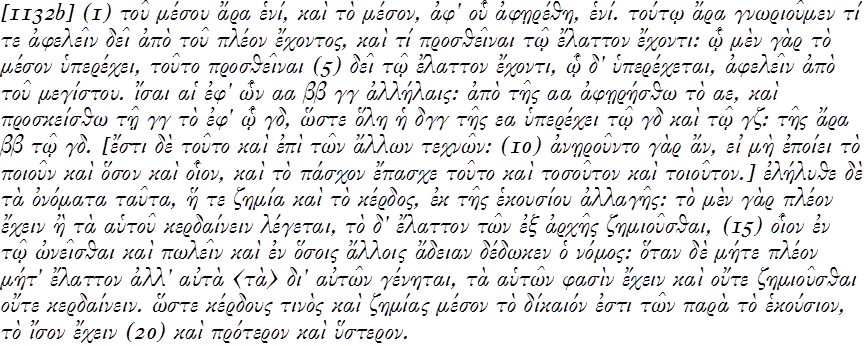 [1132b] (1) τοῦ μέσου ἄρα ἑνί, καὶ τὸ μέσον, ἀφ' οὗ ἀφῃρέθη, ἑνί. τούτῳ ἄρα γνωριοῦμεν τί
τε ἀφελεῖν δεῖ ἀπὸ τοῦ πλέον ἔχοντος, καὶ τί προσθεῖναι τῷ ἔλαττον ἔχοντι: ᾧ μὲν γὰρ τὸ
μέσον ὑπερέχει, τοῦτο προσθεῖναι (5) δεῖ τῷ ἔλαττον ἔχοντι, ᾧ δ' ὑπερέχεται, ἀφελεῖν ἀπὸ
τοῦ μεγίστου. ἴσαι αἱ ἐφ' ὧν αα ββ γγ ἀλλήλαις: ἀπὸ τῆς αα ἀφῃρήσθω τὸ αε, καὶ
προσκείσθω τῇ γγ τὸ ἐφ' ᾧ γδ, ὥστε ὅλη ἡ δγγ τῆς εα ὑπερέχει τῷ γδ καὶ τῷ γζ: τῆς ἄρα
ββ τῷ γδ. [ἔστι δὲ τοῦτο καὶ ἐπὶ τῶν ἄλλων τεχνῶν: (10) ἀνῃροῦντο γὰρ ἄν, εἰ μὴ ἐποίει τὸ
ποιοῦν καὶ ὅσον καὶ οἷον, καὶ τὸ πάσχον ἔπασχε τοῦτο καὶ τοσοῦτον καὶ τοιοῦτον.] ἐλήλυθε δὲ
τὰ ὀνόματα ταῦτα, ἥ τε ζημία καὶ τὸ κέρδος, ἐκ τῆς ἑκουσίου ἀλλαγῆς: τὸ μὲν γὰρ πλέον
ἔχειν ἢ τὰ αὑτοῦ κερδαίνειν λέγεται, τὸ δ' ἔλαττον τῶν ἐξ ἀρχῆς ζημιοῦσθαι, (15) οἷον ἐν
τῷ ὠνεῖσθαι καὶ πωλεῖν καὶ ἐν ὅσοις ἄλλοις ἄδειαν δέδωκεν ὁ νόμος: ὅταν δὲ μήτε πλέον
μήτ' ἔλαττον ἀλλ' αὐτὰ ⟨τὰ⟩ δι' αὐτῶν γένηται, τὰ αὑτῶν φασὶν ἔχειν καὶ οὔτε ζημιοῦσθαι
οὔτε κερδαίνειν. ὥστε κέρδους τινὸς καὶ ζημίας μέσον τὸ δίκαιόν ἐστι τῶν παρὰ τὸ ἑκούσιον,
τὸ ἴσον ἔχειν (20) καὶ πρότερον καὶ ὕστερον.